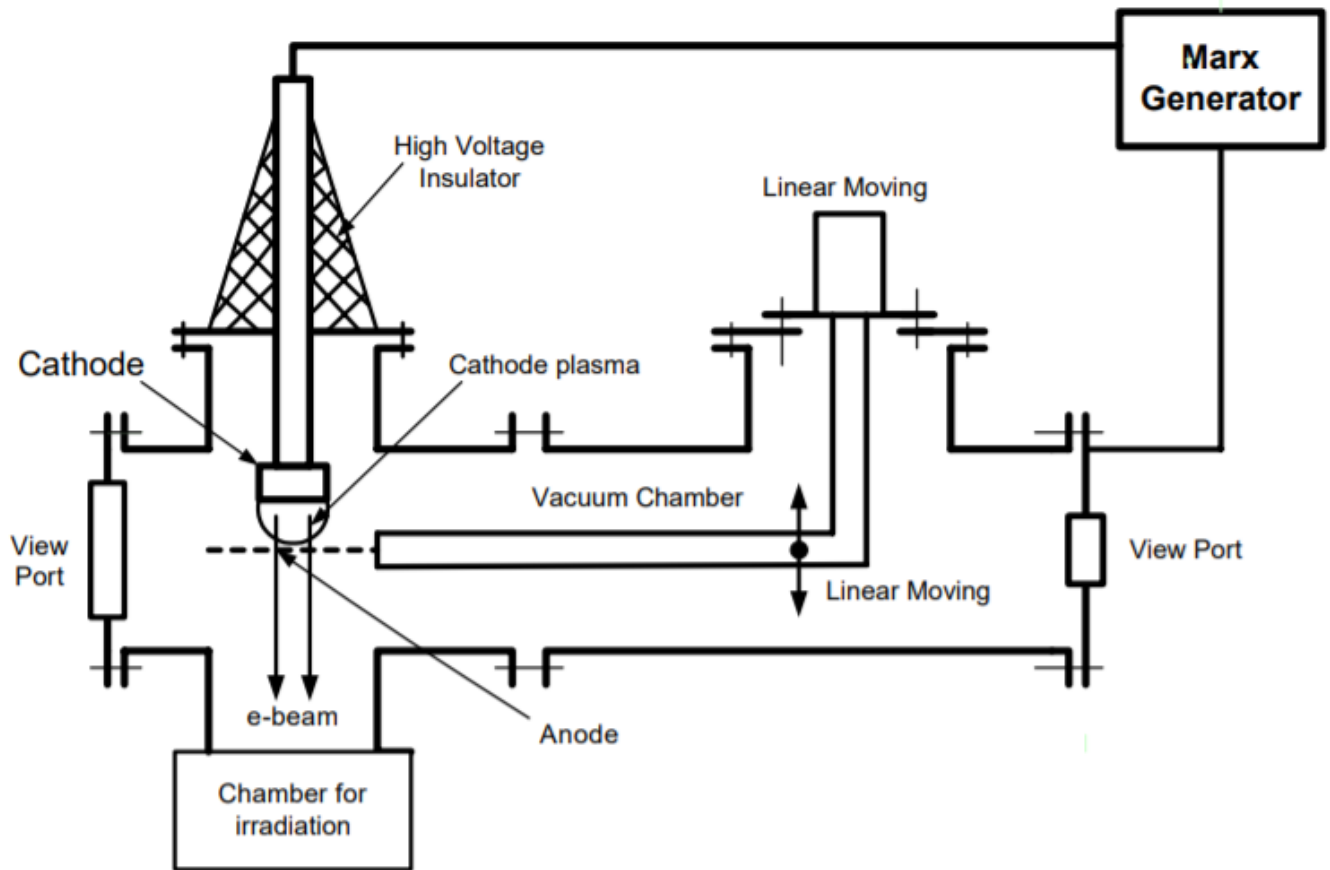 Marx
Generator
High Voltage
Insulator
Linear Moving
Cathode
Cathode plasma
Vacuum Chamber
View
Port
View Port
Linear Moving
e-beam
Anode
Chamber for
irradiation